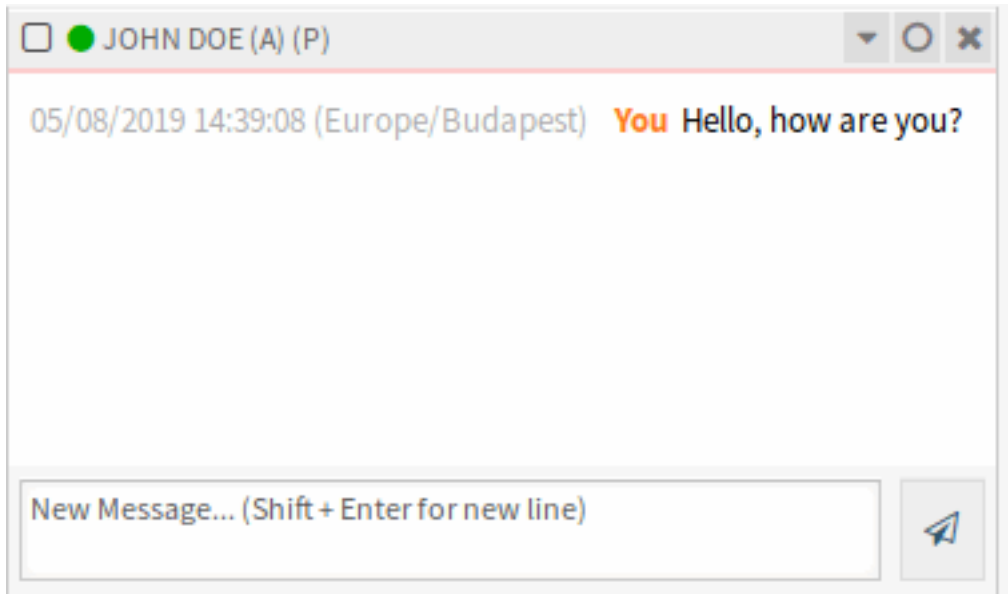 JOHN DOE (A) (P)
05/08/2019 14:39:08 (Europe/Budapest) You Hello, how are you?
New Message... (Shift + Enter for new line)